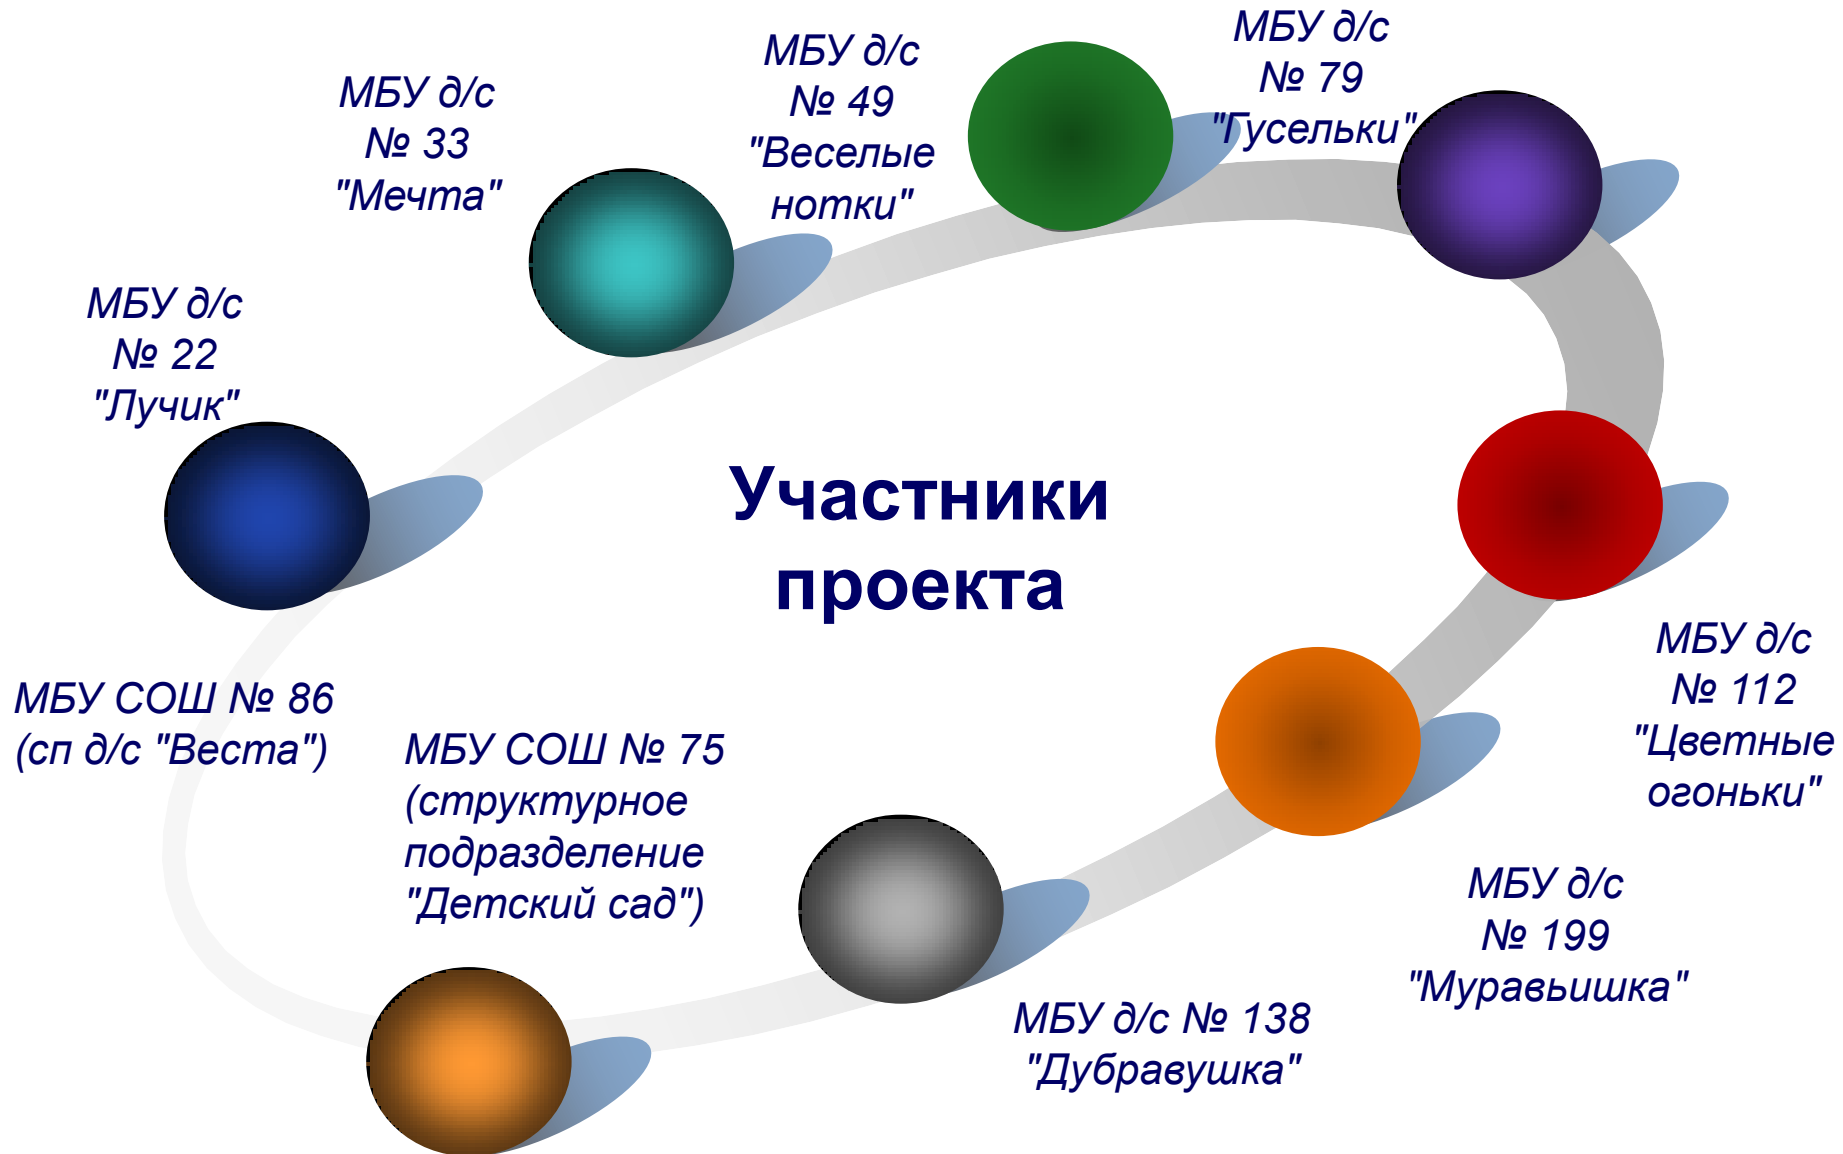 Участники
проекта
МБУ д/с
№ 22
"Лучик"
МБУ д/с
№ 33
"Мечта"
МБУ д/с
№ 49
"Веселые
нотки"
МБУ д/с
№ 79
"Гусельки"
МБУ д/с
№ 112
"Цветные
огоньки"
МБУ д/с
№ 199
"Муравьишка"
МБУ д/с № 138
"Дубравушка"
МБУ СОШ № 75
(структурное
подразделение
"Детский сад")
МБУ СОШ № 86
(сп д/с "Веста")